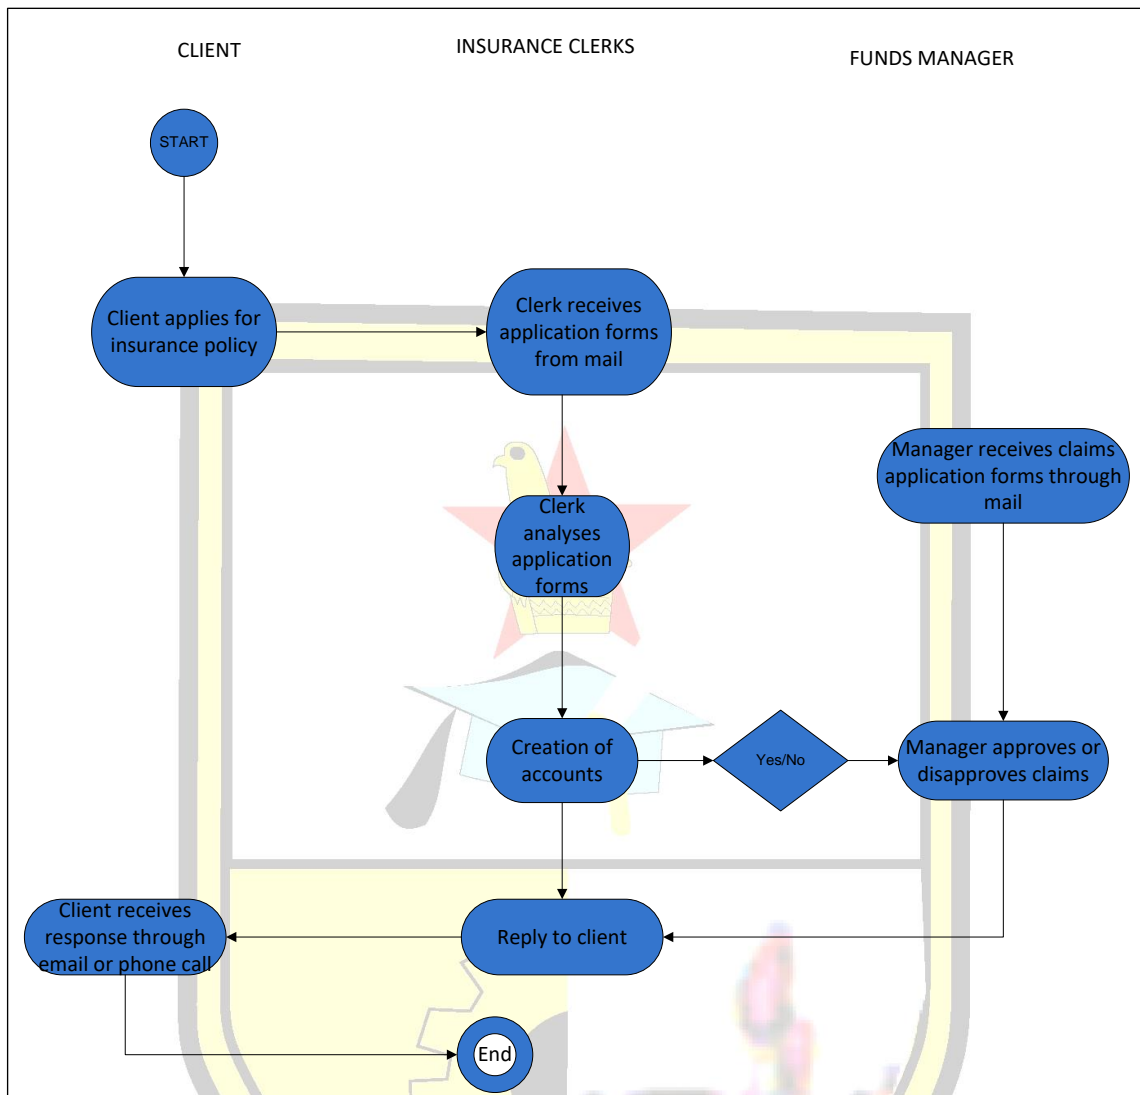 CLIENT
INSURANCE CLERKS
FUNDS MANAGER
START
Client applies for
insurance policy
Clerk receives
application forms
from mail
Manager receives claims
application forms through
mail
Clerk
analyses
application
forms
Creation of
accounts
Yes/No
Manager approves or
disapproves claims
Client receives
response through
email or phone call
Reply to client
End